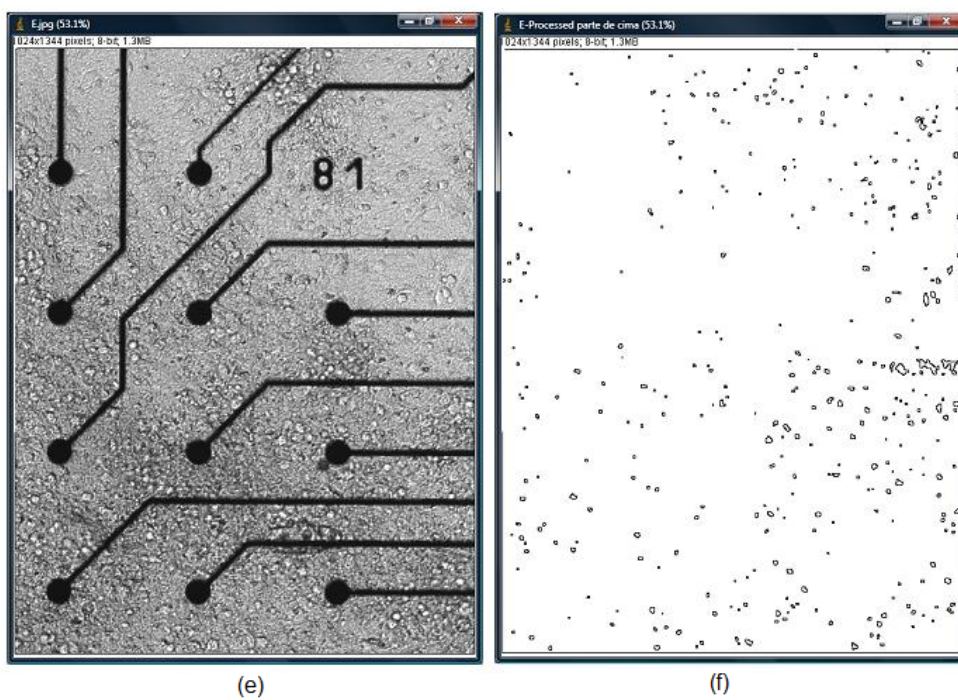 E.jpg (53.1%)
1024x1344 pixels; 8-bit; 1.3MB
81
(e)
E-Processed parte de cima (53.1%)
1024x1344 pixels; 8-bit; 1.3MB
(f)